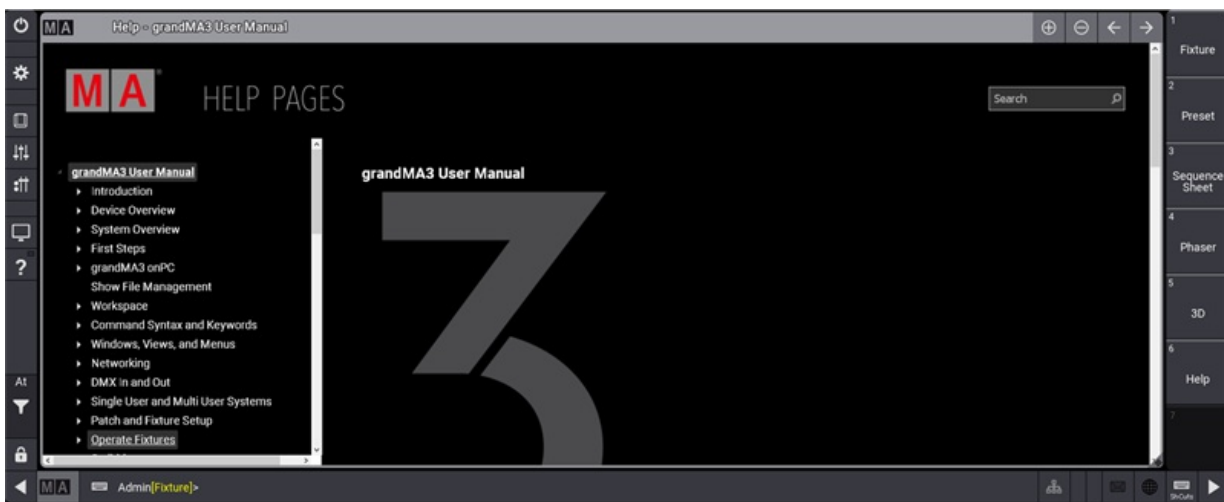 MA Help - grandMA3 User Manual
MA HELP PAGES
Search
grandMA3 User Manual
Introduction
Device Overview
System Overview
First Steps
grandMA3 onPC
Show File Management
Workspace
Command Syntax and Keywords
Windows, Views, and Menus
Networking
DMX In and Out
Single User and Multi User Systems
Patch and Fixture Setup
Operate Fixtures
grandMA3 User Manual
3
1
Fixture
2
Preset
3
Sequence
Sheet
4
Phaser
5
3D
6
Help
7
?
At
MA Admin[Fixture]>
ShCuts